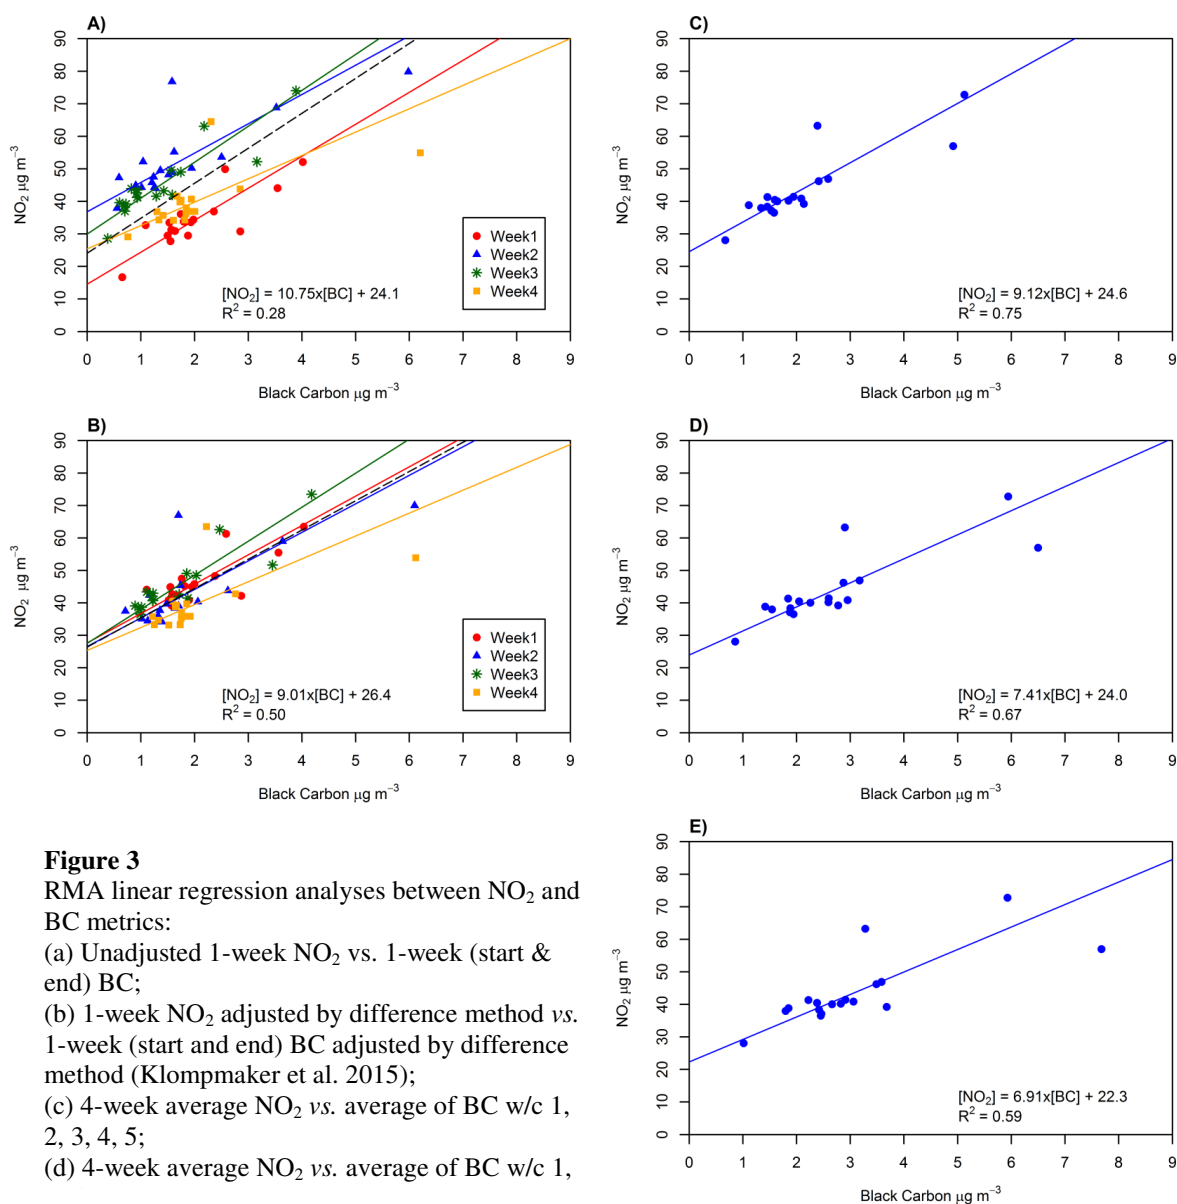 A)
NO₂ µg m⁻³
90
80
70
60
50
40
30
20
10
0
[NO₂] = 10.75x[BC] + 24.1
R² = 0.28
Week1
Week2
Week3
Week4
0 1 2 3 4 5 6 7 8 9
Black Carbon µg m⁻³
B)
NO₂ µg m⁻³
90
80
70
60
50
40
30
20
10
0
[NO₂] = 9.01x[BC] + 26.4
R² = 0.50
Week1
Week2
Week3
Week4
0 1 2 3 4 5 6 7 8 9
Black Carbon µg m⁻³
Figure 3
RMA linear regression analyses between NO₂ and
BC metrics:
(a) Unadjusted 1-week NO₂ vs. 1-week (start &
end) BC;
(b) 1-week NO₂ adjusted by difference method vs.
1-week (start and end) BC adjusted by difference
method (Klompmaker et al. 2015);
(c) 4-week average NO₂ vs. average of BC w/c 1,
2, 3, 4, 5;
(d) 4-week average NO₂ vs. average of BC w/c 1,
C)
NO₂ µg m⁻³
90
80
70
60
50
40
30
20
10
0
[NO₂] = 9.12x[BC] + 24.6
R² = 0.75
0 1 2 3 4 5 6 7 8 9
Black Carbon µg m⁻³
D)
NO₂ µg m⁻³
90
80
70
60
50
40
30
20
10
0
[NO₂] = 7.41x[BC] + 24.0
R² = 0.67
0 1 2 3 4 5 6 7 8 9
Black Carbon µg m⁻³
E)
NO₂ µg m⁻³
90
80
70
60
50
40
30
20
10
0
[NO₂] = 6.91x[BC] + 22.3
R² = 0.59
0 1 2 3 4 5 6 7 8 9
Black Carbon µg m⁻³